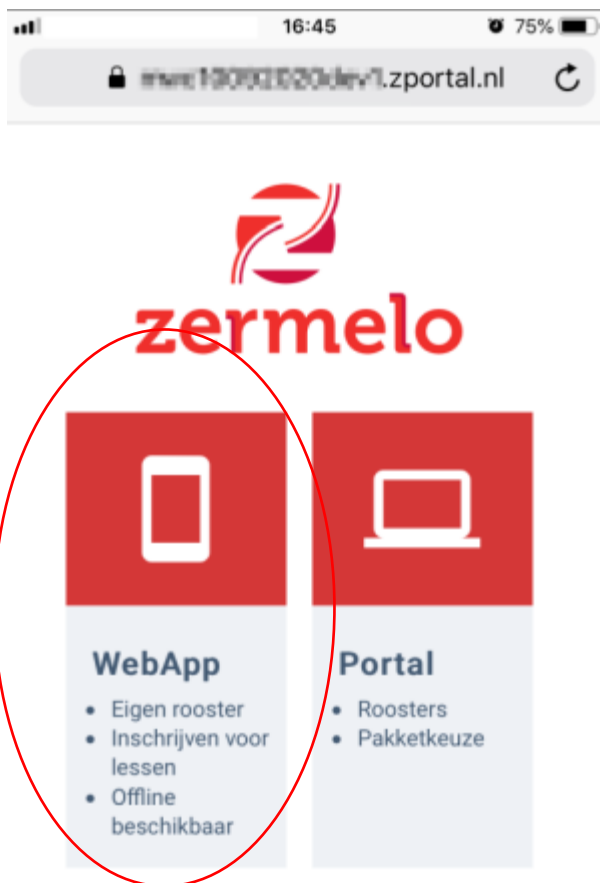 16:45
75%
.zportal.nl
zermelo
WebApp
• Eigen rooster
• Inschrijven voor
lessen
• Offline
beschikbaar
Portal
• Roosters
• Pakketkeuze